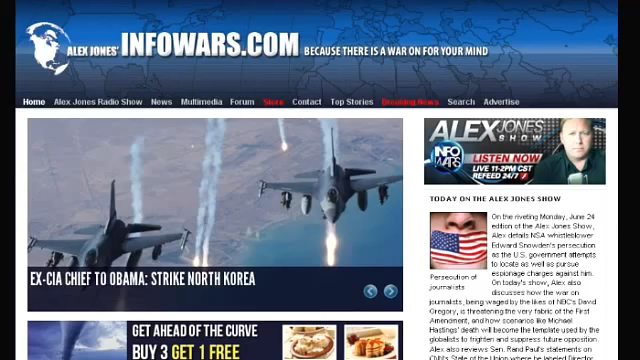 ALEX JONES' INFOWARS.COM BECAUSE THERE IS A WAR ON FOR YOUR MIND
Home Alex Jones Radio Show News Multimedia Forum Store Contact Top Stories Breaking News Search Advertise
EX-CIA CHIEF TO OBAMA: STRIKE NORTH KOREA
GET AHEAD OF THE CURVE
BUY 3 GET 1 FREE
ALEX JONES SHOW
INFO WARS
LISTEN NOW
LIVE 11-2PM CST
REFEED 24/7
TODAY ON THE ALEX JONES SHOW
Persecution of
journalists
On the riveting Monday, June 24
edition of the Alex Jones Show,
Alex details NSA whistleblower
Edward Snowden's persecution
as the U.S. government attempts
to locate as well as pursue
espionage charges against him.
On today's show, Alex also
discusses how the war on
journalists, being waged by the likes of NBC's David
Gregory, is threatening the very fabric of the First
Amendment, and how scenarios like Michael
Hastings' death will become the template used by the
globalists to frighten and suppress future opposition.
Alex also reviews Sen. Rand Paul's statements on
CNN's State of the Union where he labeled Director